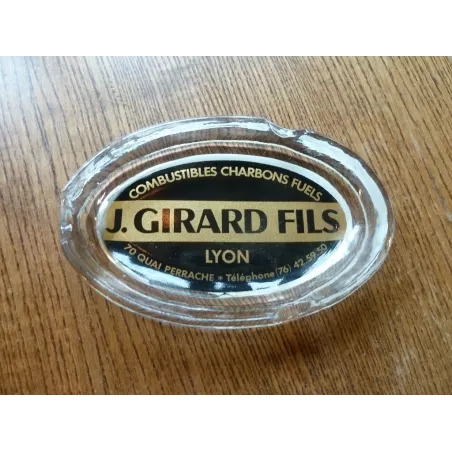 COMBUSTIBLES CHARBONS FUELS
J. GIRARD FILS
LYON
70 QUAI PERRACHE • Téléphone (76) 42.59.50